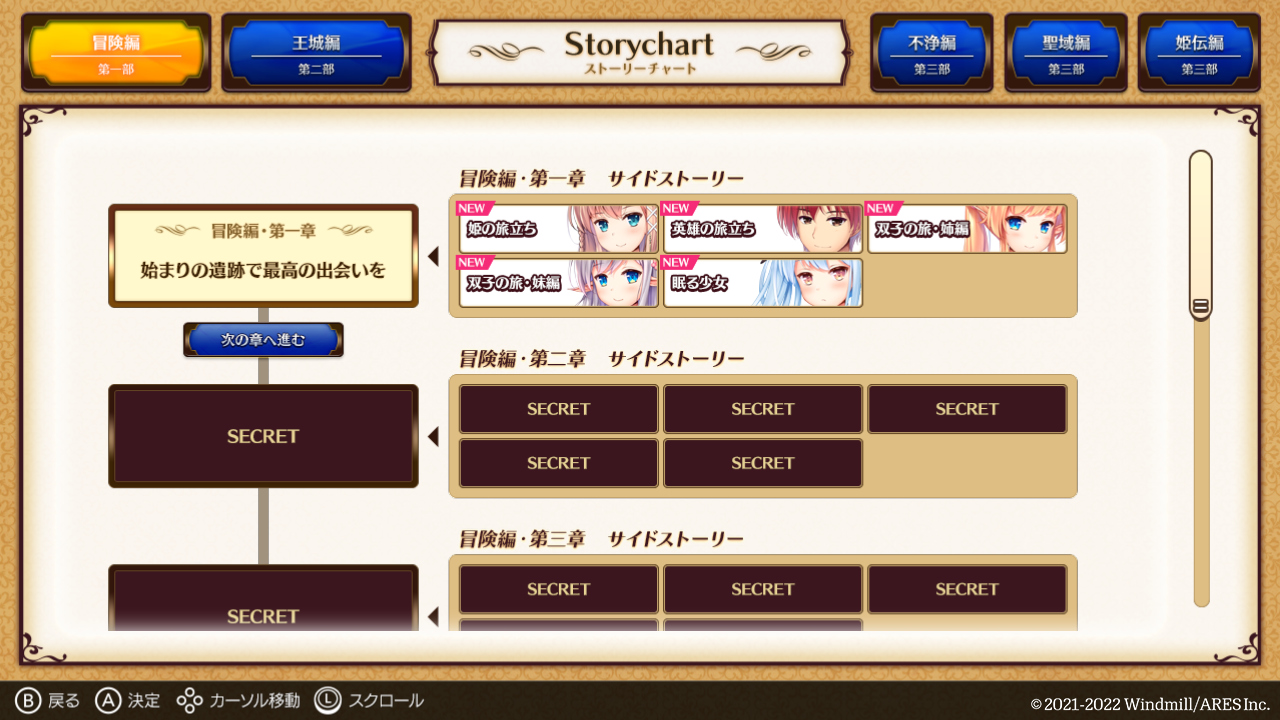 冒険編
第一部
王城編
第二部
Storychart
ストーリーチャート
不浄編
第三部
聖域編
第三部
姫伝編
第三部
冒険編・第一章 サイドストーリー
冒険編・第一章
始まりの遺跡で最高の出会いを
NEW
姫の旅立ち
NEW
英雄の旅立ち
NEW
双子の旅・姉編
NEW
双子の旅・妹編
NEW
眠る少女
次の章へ進む
冒険編・第二章 サイドストーリー
SECRET
SECRET
SECRET
SECRET
SECRET
SECRET
冒険編・第三章 サイドストーリー
SECRET
SECRET
SECRET
SECRET
B 戻る A 決定 カーソル移動 L スクロール
©2021-2022 Windmill/ARES Inc.